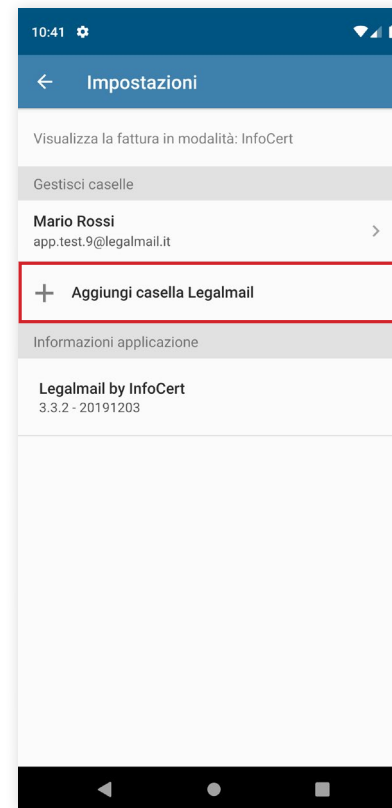 10:41
Impostazioni
Visualizza la fattura in modalità: InfoCert
Gestisci caselle
Mario Rossi
app.test.9@legalmail.it
Aggiungi casella Legalmail
Informazioni applicazione
Legalmail by InfoCert
3.3.2 - 20191203